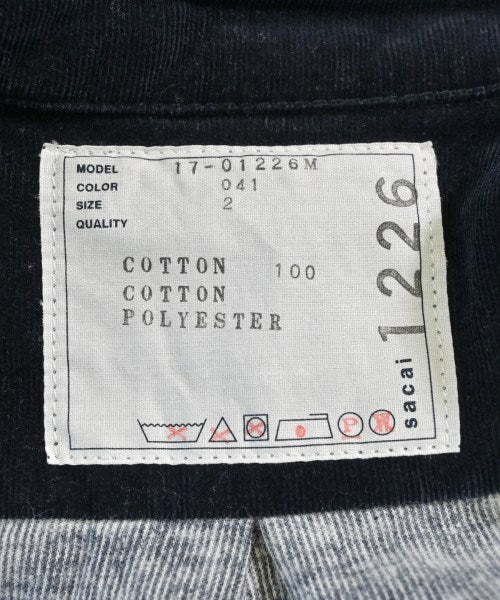 MODEL 17-01226M
COLOR 041
SIZE 2
QUALITY
COTTON 100
COTTON
POLYESTER
sacai 1226
P